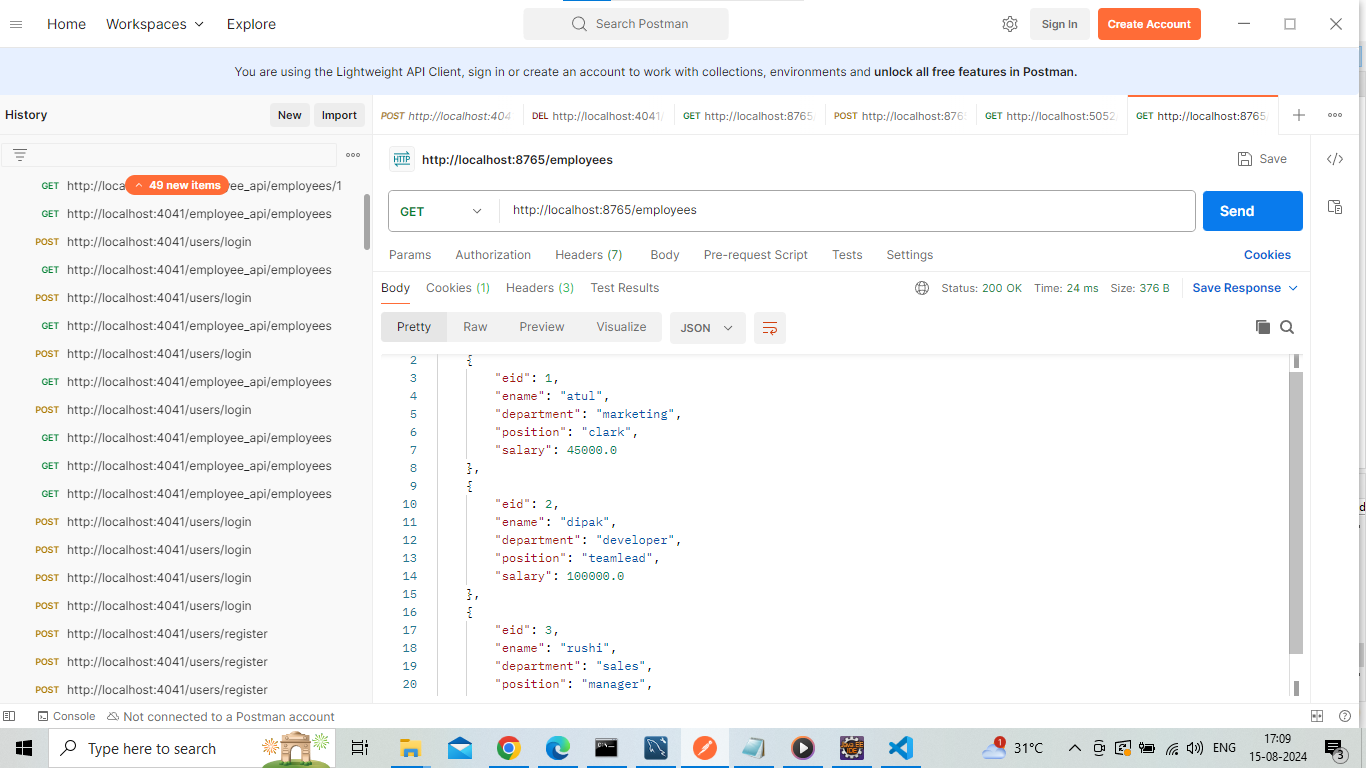 Home Workspaces Explore
Search Postman
Sign In Create Account
You are using the Lightweight API Client, sign in or create an account to work with collections, environments and unlock all free features in Postman.
History
New Import
POST http://localhost:404
DEL http://localhost:4041/
GET http://localhost:8765
POST http://localhost:876
GET http://localhost:5052
GET http://localhost:8765
49 new items
GET http://loca ee_api/employees/1
GET http://localhost:4041/employee_api/employees
POST http://localhost:4041/users/login
GET http://localhost:4041/employee_api/employees
POST http://localhost:4041/users/login
GET http://localhost:4041/employee_api/employees
POST http://localhost:4041/users/login
GET http://localhost:4041/employee_api/employees
POST http://localhost:4041/users/login
GET http://localhost:4041/employee_api/employees
GET http://localhost:4041/employee_api/employees
GET http://localhost:4041/employee_api/employees
POST http://localhost:4041/users/login
POST http://localhost:4041/users/login
POST http://localhost:4041/users/login
POST http://localhost:4041/users/login
POST http://localhost:4041/users/register
POST http://localhost:4041/users/register
POST http://localhost:4041/users/register
HTTP http://localhost:8765/employees
Save
GET http://localhost:8765/employees
Send
Params Authorization Headers (7) Body Pre-request Script Tests Settings
Cookies
Body Cookies (1) Headers (3) Test Results
Status: 200 OK Time: 24 ms Size: 376 B
Save Response
Pretty Raw Preview Visualize
JSON
2 {
3 "eid": 1,
4 "ename": "atul",
5 "department": "marketing",
6 "position": "clark",
7 "salary": 45000.0
8 },
9 {
10 "eid": 2,
11 "ename": "dipak",
12 "department": "developer",
13 "position": "teamlead",
14 "salary": 100000.0
15 },
16 {
17 "eid": 3,
18 "ename": "rushi",
19 "department": "sales",
20 "position": "manager",
Console Not connected to a Postman account
Type here to search
31°C
ENG
17:09
15-08-2024
3